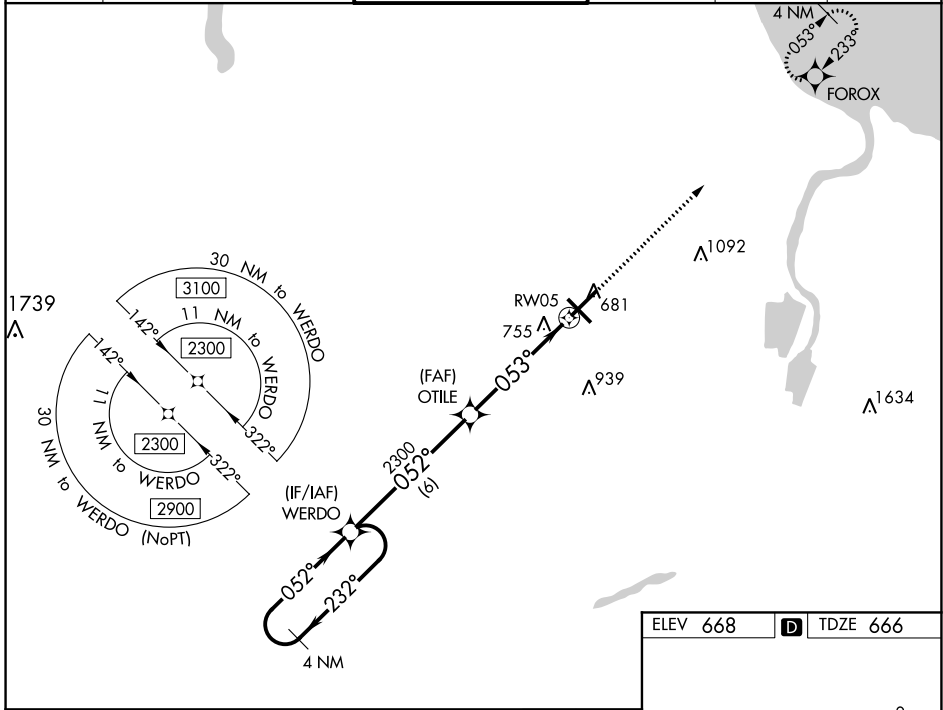 4 NM
053°
233°
FOROX
1092
30 NM to WERDO
3100
142°
11 NM to WERDO
2300
322°
1739
142°
11 NM to WERDO
2300
322°
30 NM to WERDO (NoPT)
2900
RW05
681
755
939
1634
053°
(FAF)
OTILE
2300
052°
(6)
(IF/IAF)
WERDO
052°
232°
4 NM
ELEV 668
D
TDZE 666